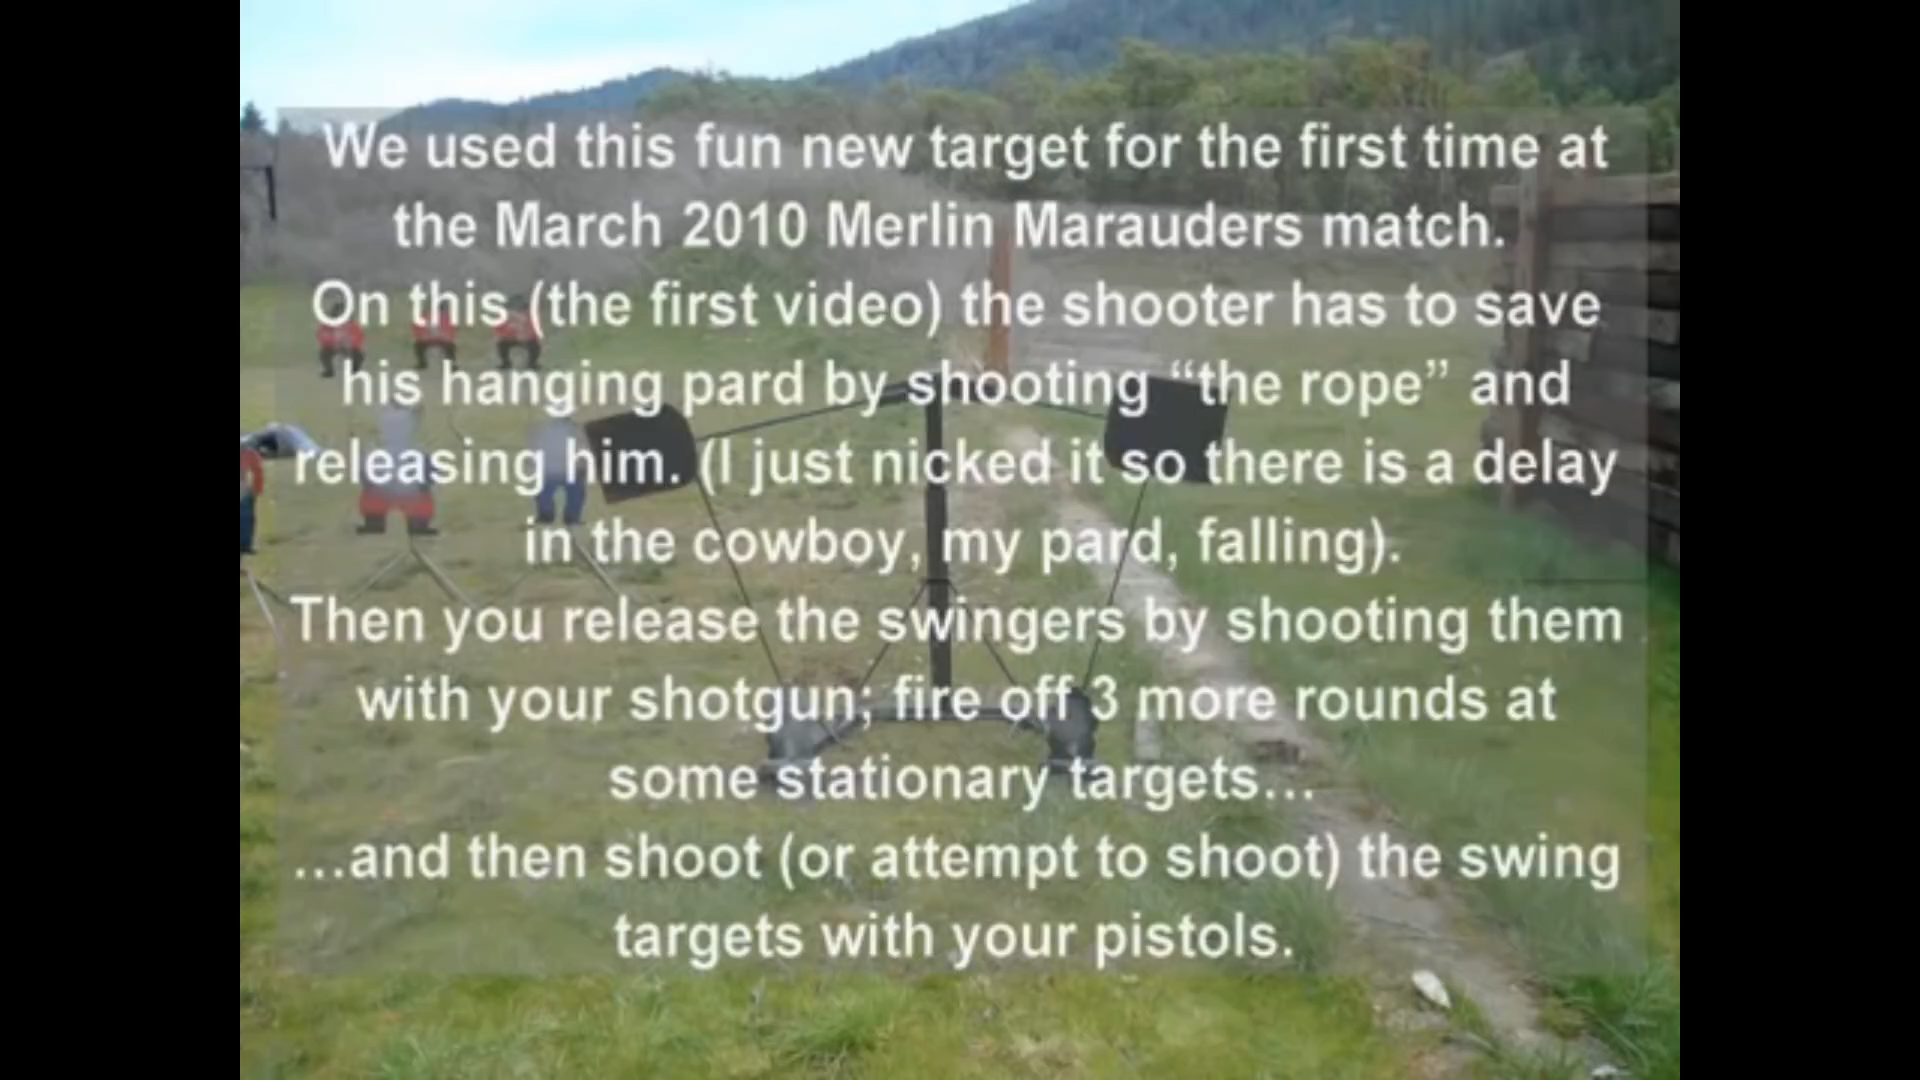 We used this fun new target for the first time at
the March 2010 Merlin Marauders match.
On this (the first video) the shooter has to save
his hanging pard by shooting “the rope” and
releasing him. (I just nicked it so there is a delay
in the cowboy, my pard, falling).
Then you release the swingers by shooting them
with your shotgun; fire off 3 more rounds at
some stationary targets…
…and then shoot (or attempt to shoot) the swing
targets with your pistols.